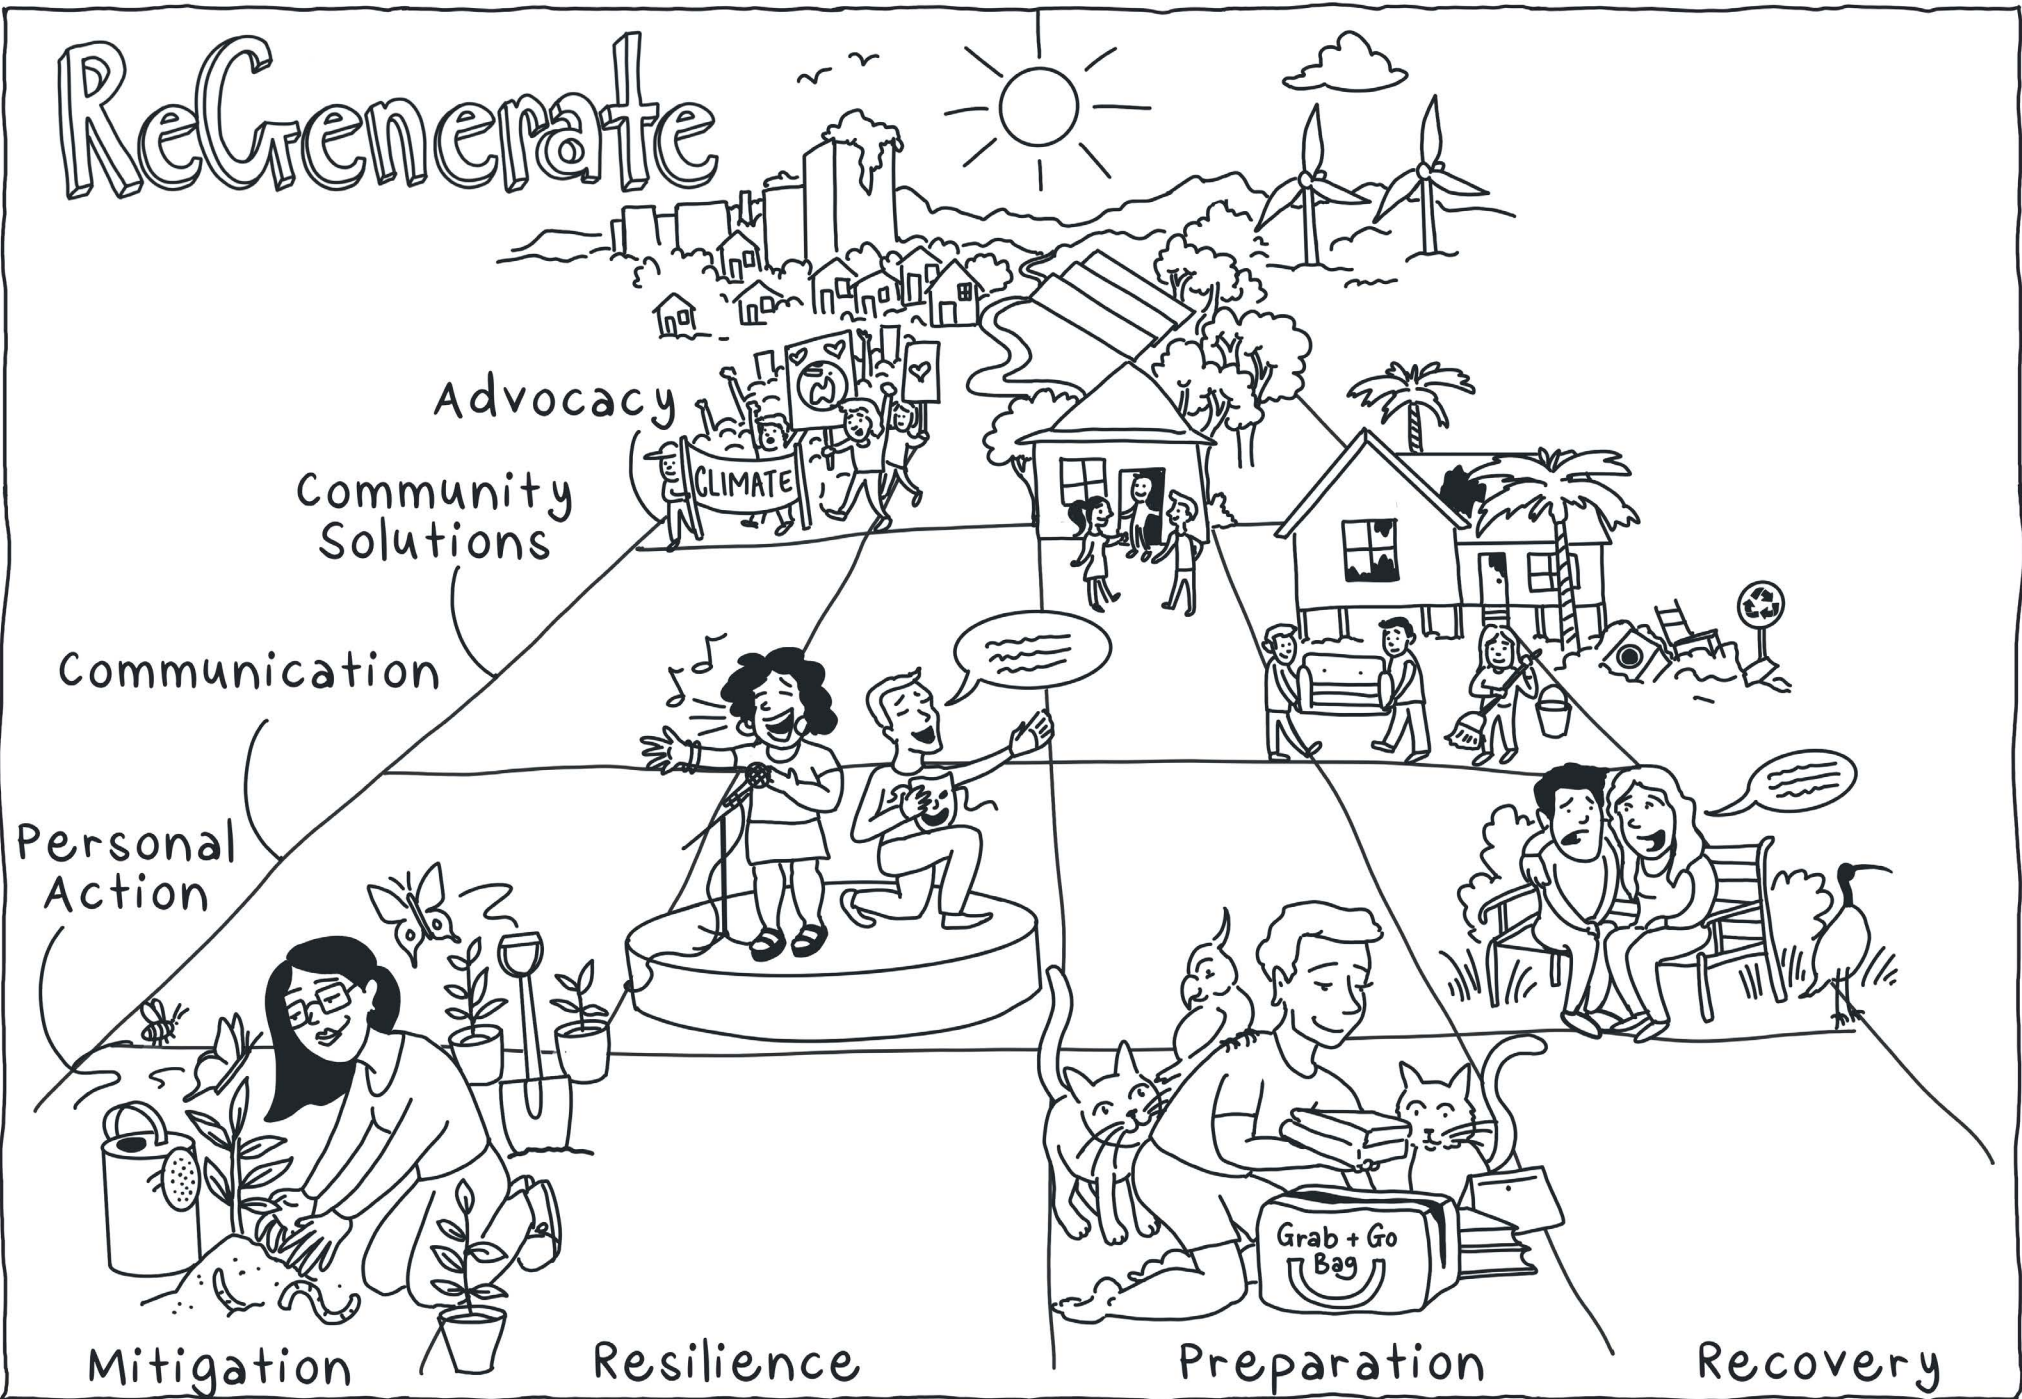 ReGenerate
Advocacy
CLIMATE
Community
Solutions
Communication
Personal
Action
Grab + Go
Bag
Mitigation
Resilience
Preparation
Recovery